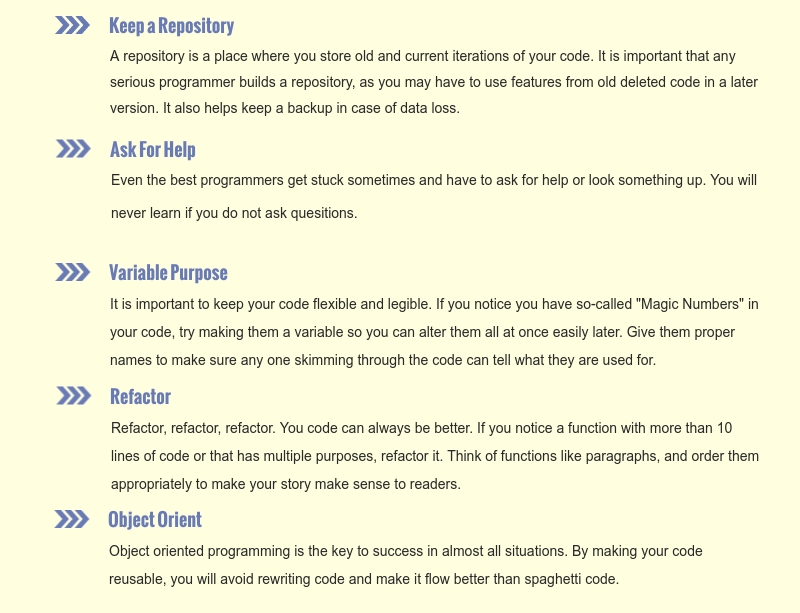 Keep a Repository
A repository is a place where you store old and current iterations of your code. It is important that any
serious programmer builds a repository, as you may have to use features from old deleted code in a later
version. It also helps keep a backup in case of data loss.
Ask For Help
Even the best programmers get stuck sometimes and have to ask for help or look something up. You will
never learn if you do not ask quesitions.
Variable Purpose
It is important to keep your code flexible and legible. If you notice you have so-called "Magic Numbers" in
your code, try making them a variable so you can alter them all at once easily later. Give them proper
names to make sure any one skimming through the code can tell what they are used for.
Refactor
Refactor, refactor, refactor. You code can always be better. If you notice a function with more than 10
lines of code or that has multiple purposes, refactor it. Think of functions like paragraphs, and order them
appropriately to make your story make sense to readers.
Object Orient
Object oriented programming is the key to success in almost all situations. By making your code
reusable, you will avoid rewriting code and make it flow better than spaghetti code.